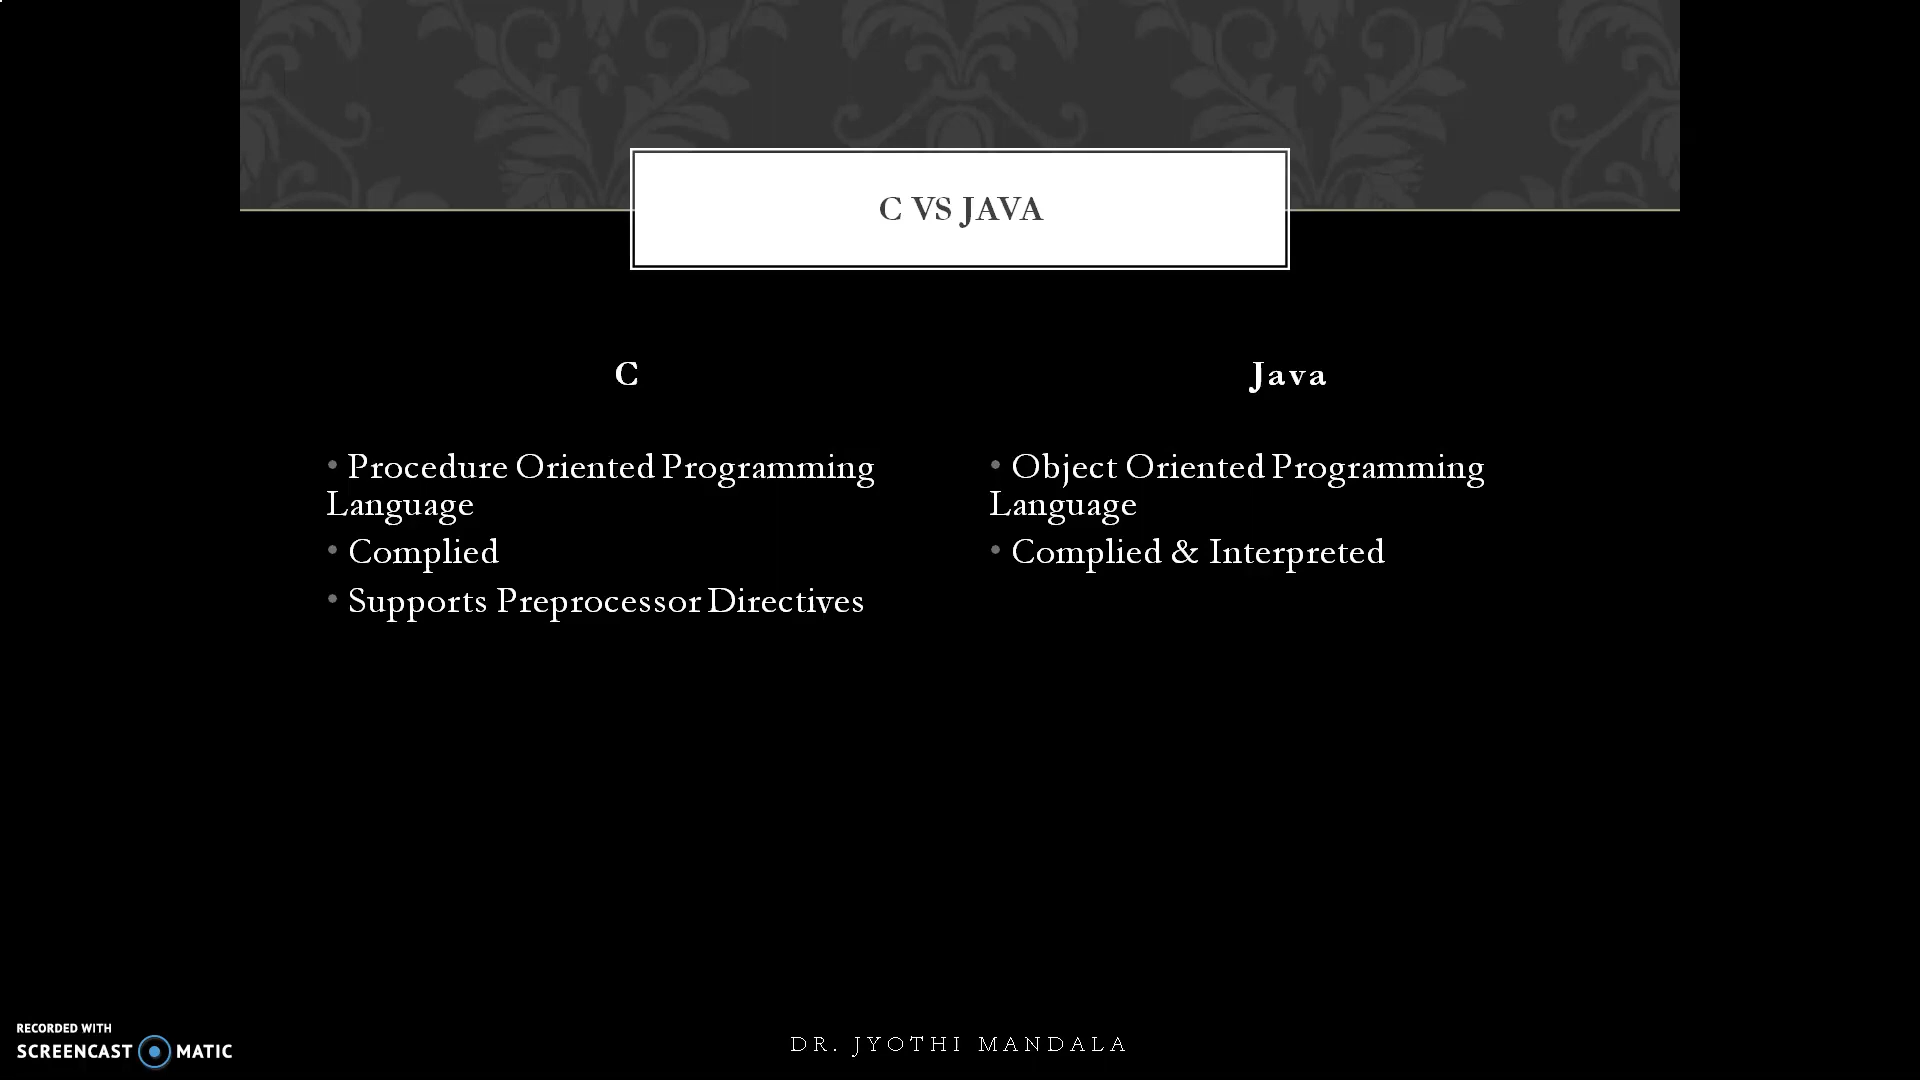 C VS JAVA
C
• Procedure Oriented Programming
Language
• Complied
• Supports Preprocessor Directives
Java
• Object Oriented Programming
Language
• Complied & Interpreted
RECORDED WITH
SCREENCAST MATIC
DR. JYOTHI MANDALA